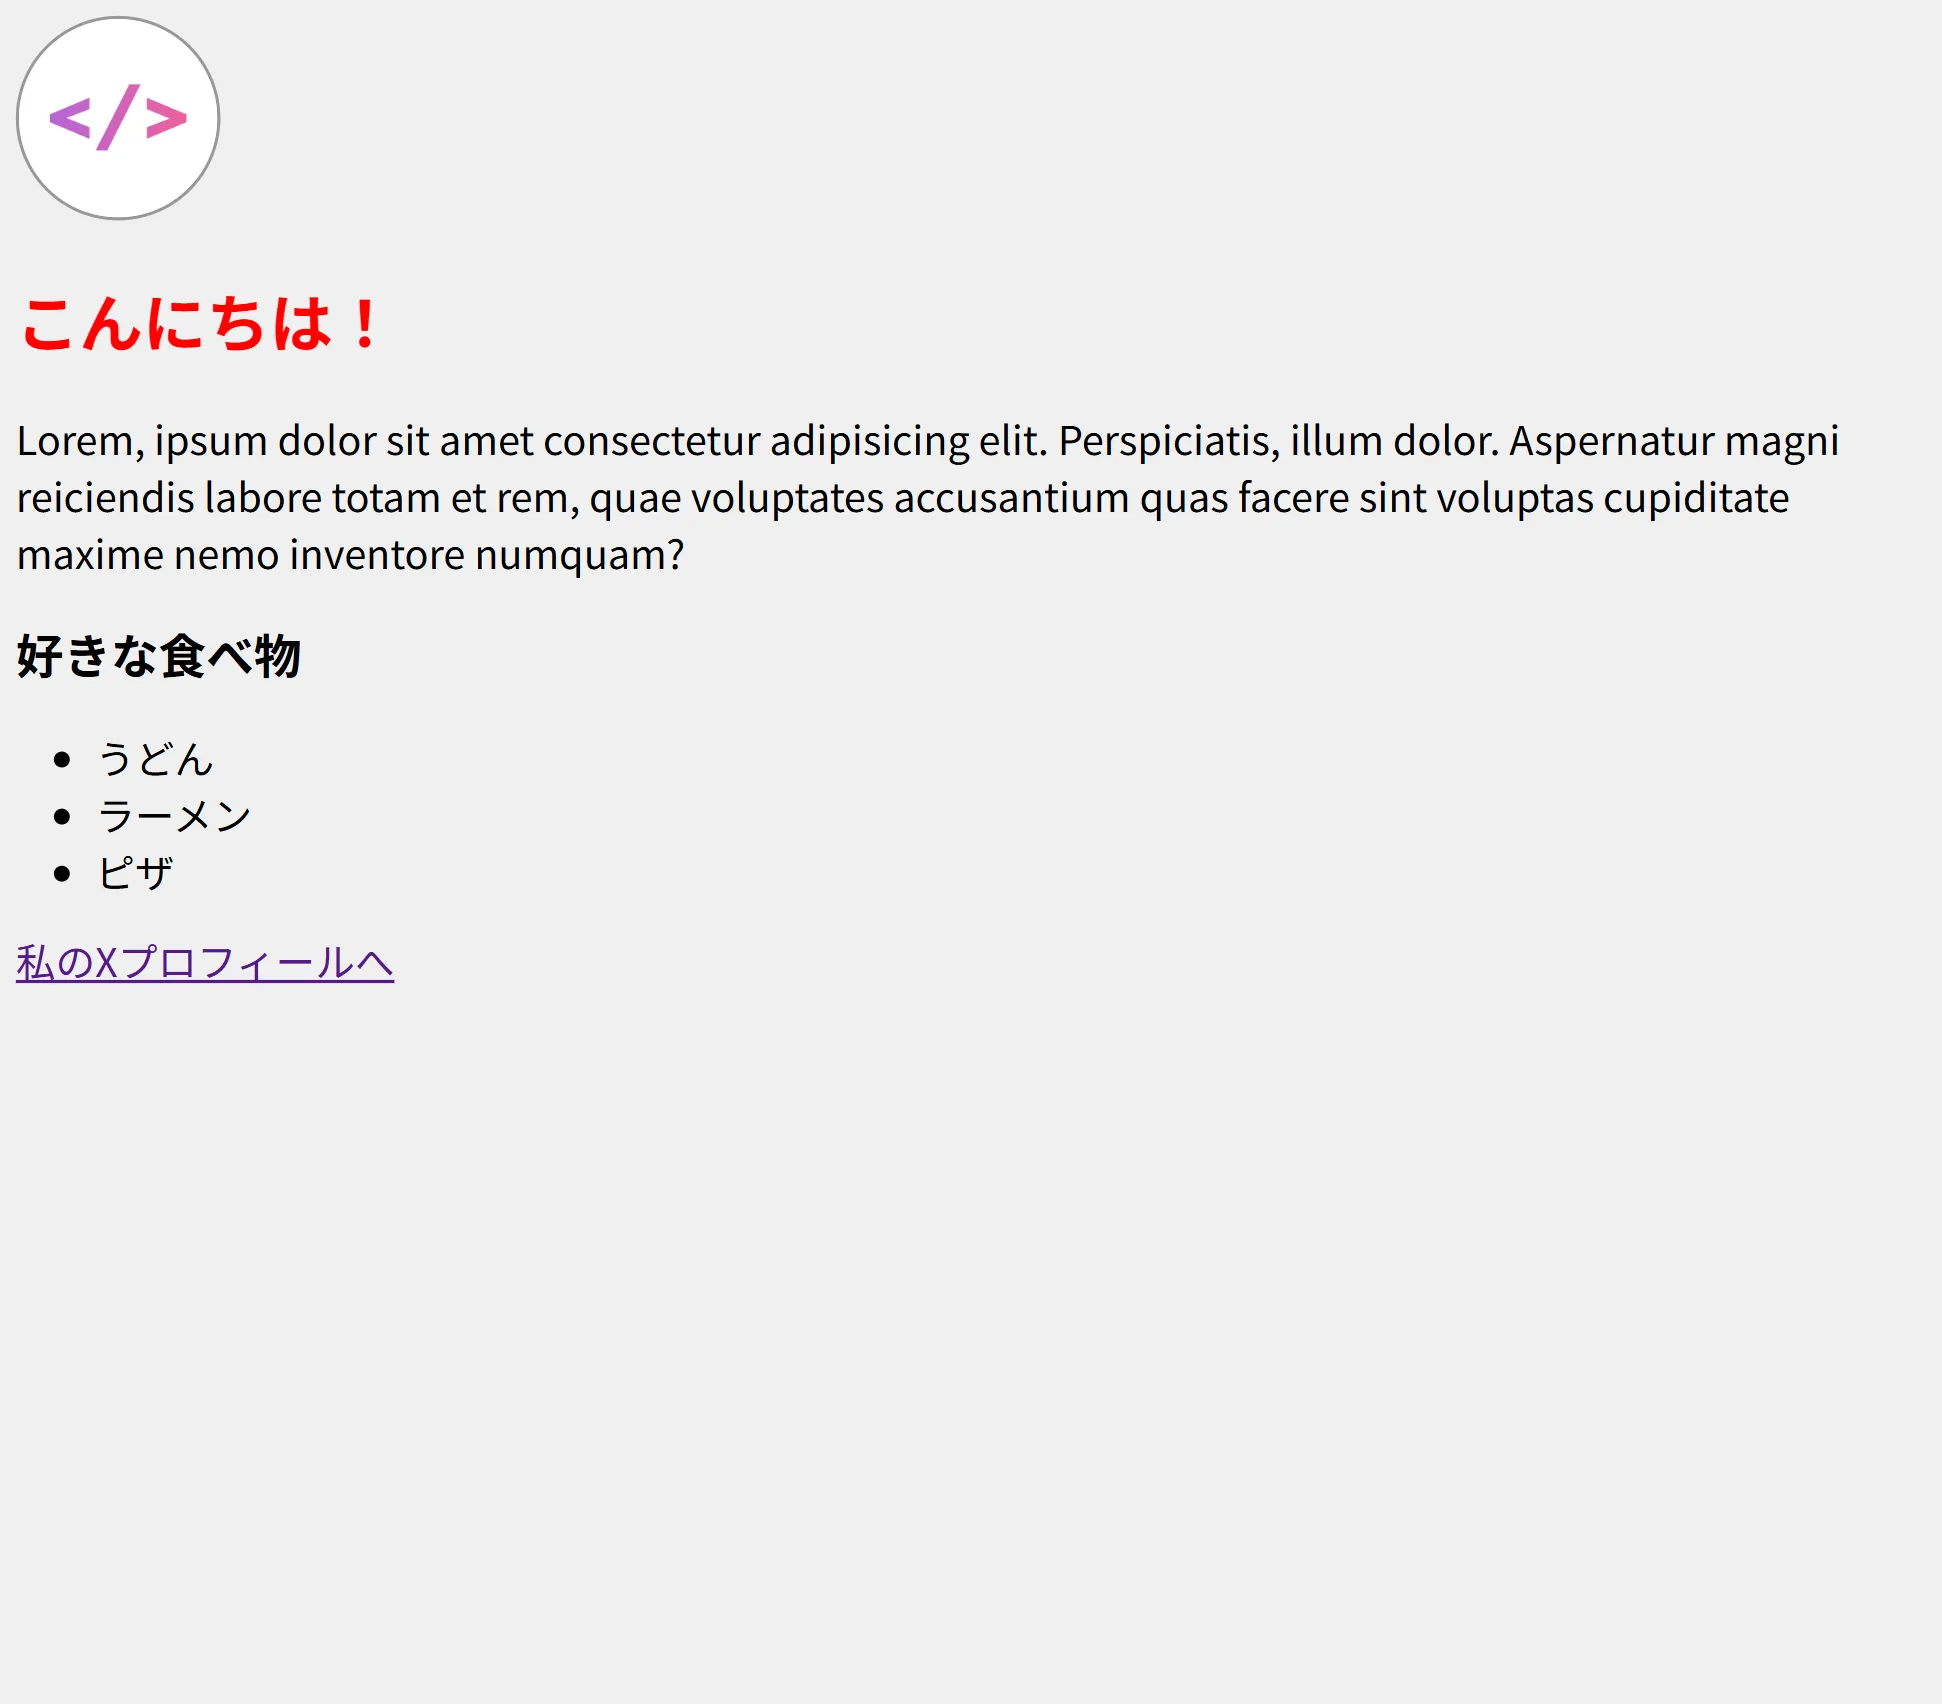 </>
こんにちは！
Lorem, ipsum dolor sit amet consectetur adipisicing elit. Perspiciatis, illum dolor. Aspernatur magni
reiciendis labore totam et rem, quae voluptates accusantium quas facere sint voluptas cupiditate
maxime nemo inventore numquam?
好きな食べ物
うどん
ラーメン
ピザ
私のXプロフィールへ